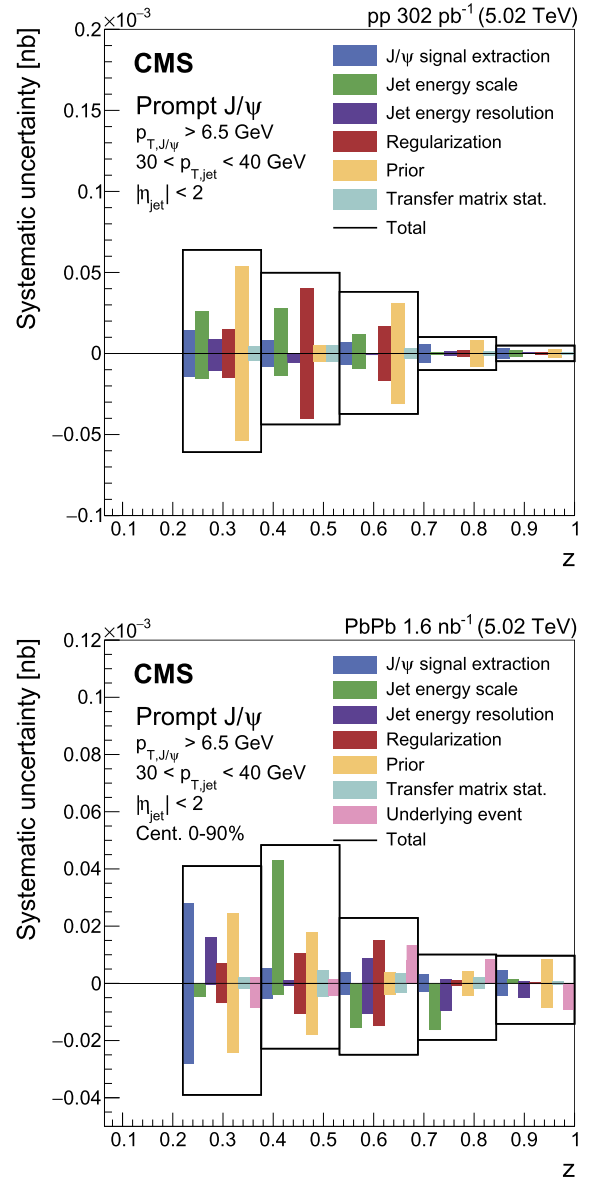 pp 302 pb⁻¹ (5.02 TeV)
×10⁻³
Systematic uncertainty [nb]
0.2
0.15
0.1
0.05
0
−0.05
−0.1
CMS
Prompt J/ψ
p_T,J/ψ > 6.5 GeV
30 < p_T,jet < 40 GeV
|η_jet| < 2
J/ψ signal extraction
Jet energy scale
Jet energy resolution
Regularization
Prior
Transfer matrix stat.
Total
0.1 0.2 0.3 0.4 0.5 0.6 0.7 0.8 0.9 1
z
PbPb 1.6 nb⁻¹ (5.02 TeV)
×10⁻³
Systematic uncertainty [nb]
0.12
0.1
0.08
0.06
0.04
0.02
0
−0.02
−0.04
CMS
Prompt J/ψ
p_T,J/ψ > 6.5 GeV
30 < p_T,jet < 40 GeV
|η_jet| < 2
Cent. 0-90%
J/ψ signal extraction
Jet energy scale
Jet energy resolution
Regularization
Prior
Transfer matrix stat.
Underlying event
Total
0.1 0.2 0.3 0.4 0.5 0.6 0.7 0.8 0.9 1
z